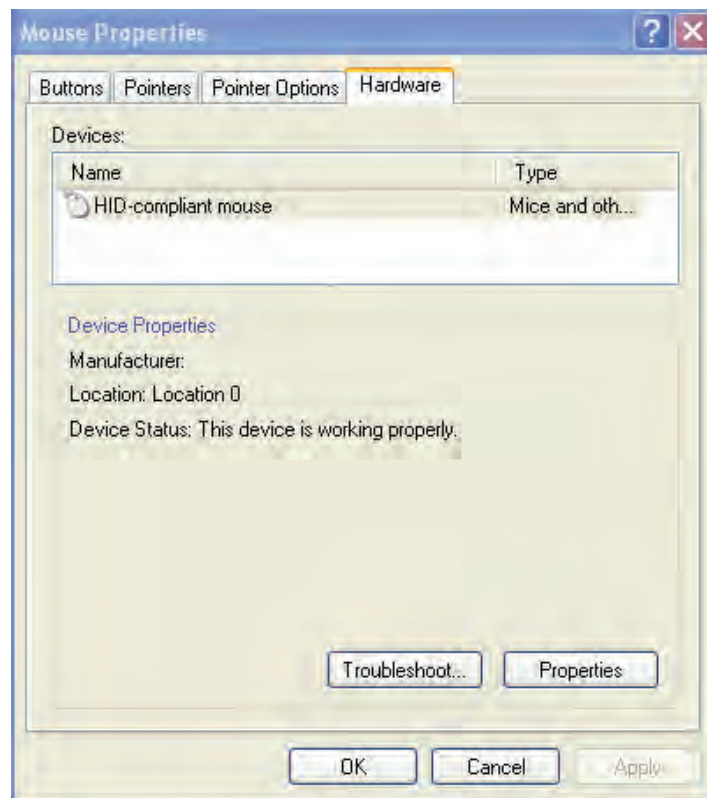 Mouse Properties
Buttons Pointers Pointer Options Hardware
Devices:
Name Type
HID-compliant mouse Mice and oth...
Device Properties
Manufacturer:
Location: Location 0
Device Status: This device is working properly.
Troubleshoot... Properties
OK Cancel Apply